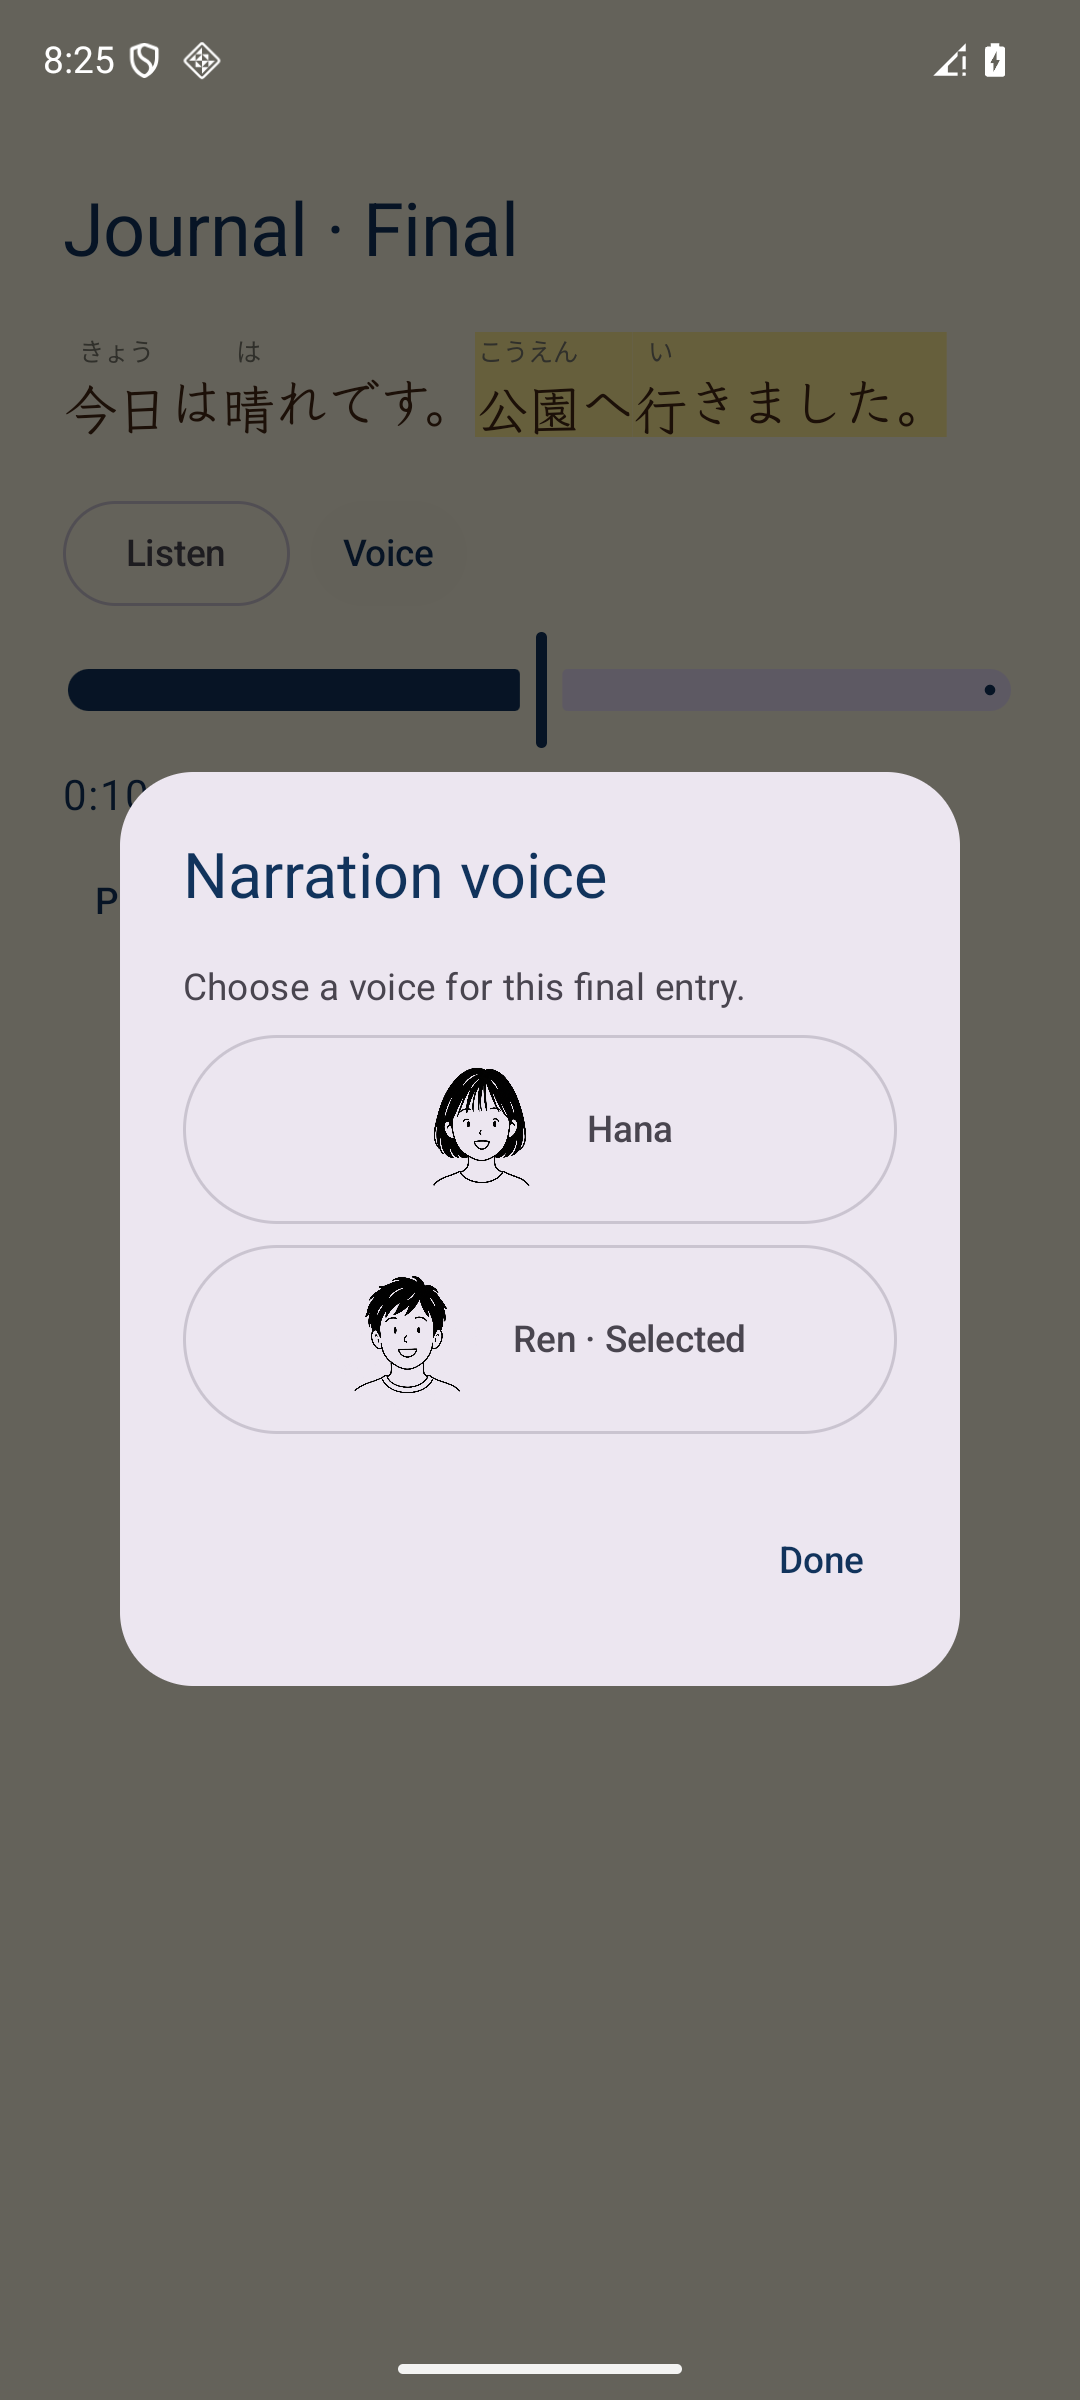 8:25
Journal · Final
きょう は こうえん い
今日は晴れです。公園へ行きました。
Listen Voice
0:10
P
Narration voice
Choose a voice for this final entry.
Hana
Ren · Selected
Done